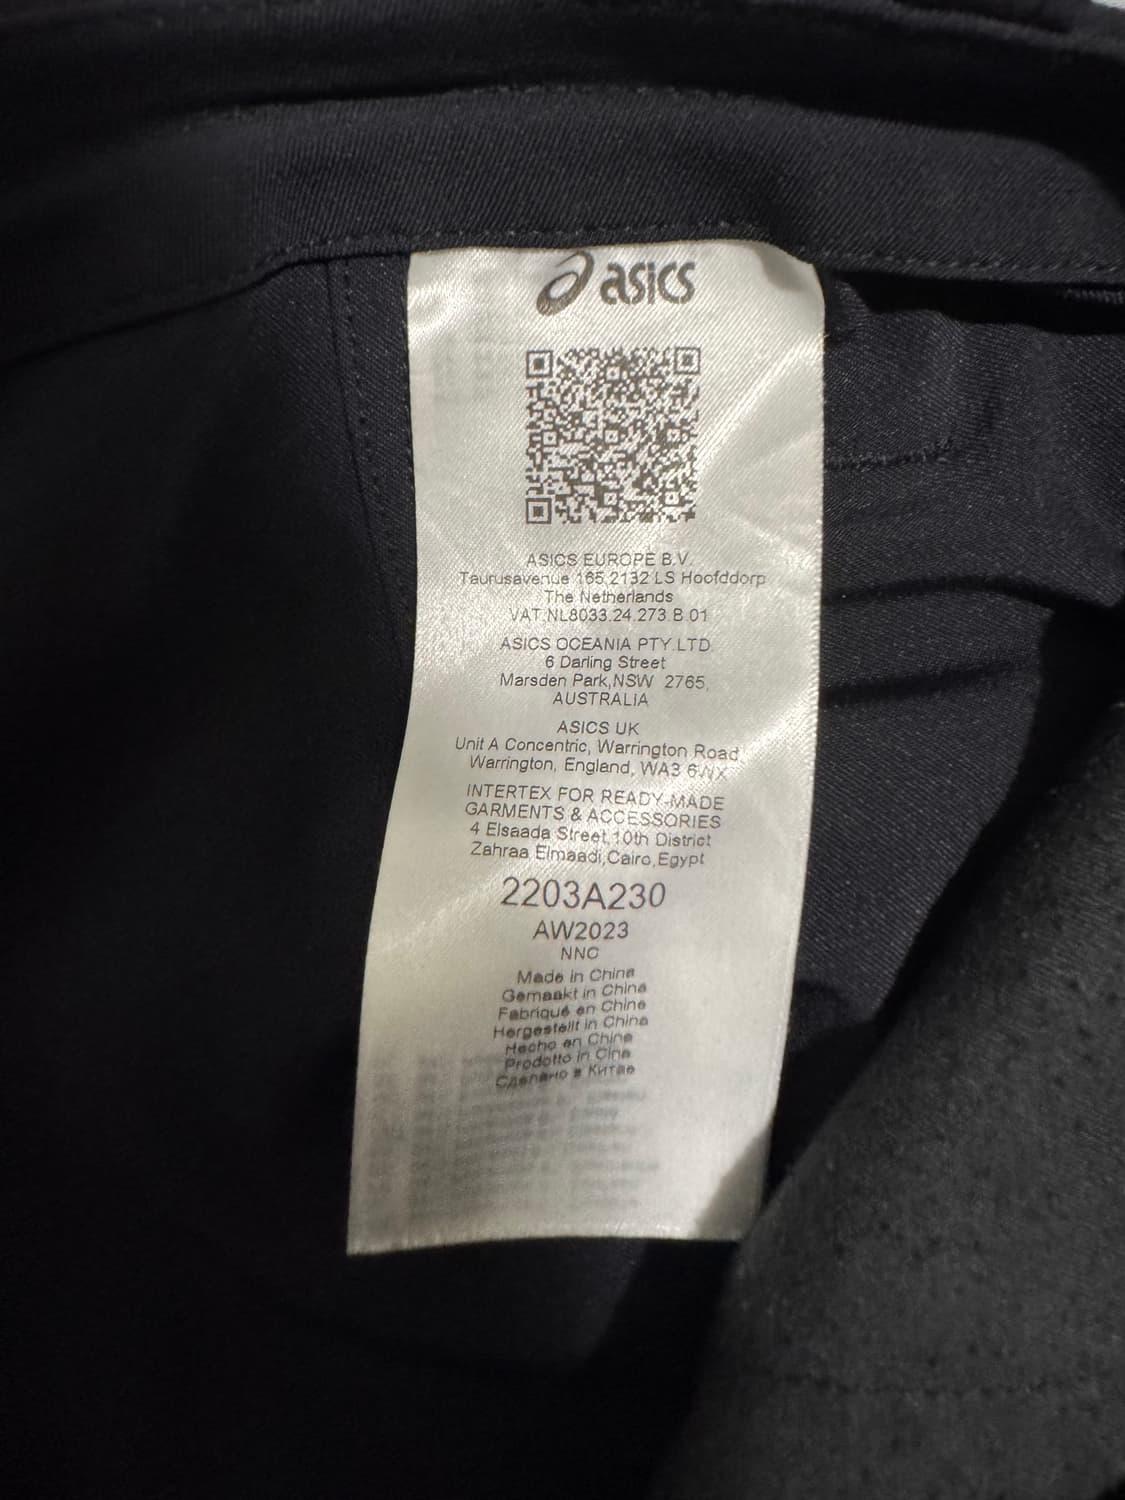 asics
ASICS EUROPE B.V.
Taurusavenue 165,2132 LS Hoofddorp
The Netherlands
VAT:NL8033.24.273.B.01
ASICS OCEANIA PTY.LTD.
6 Darling Street
Marsden Park,NSW 2765,
AUSTRALIA
ASICS UK
Unit A Concentric, Warrington Road
Warrington, England, WA3 6WX
INTERTEX FOR READY-MADE
GARMENTS & ACCESSORIES
4 Elsaada Street,10th District
Zahraa Elmaadi,Cairo,Egypt
2203A230
AW2023
NNC
Made in China
Gemaakt in China
Fabriqué en Chine
Hergestellt in China
Hecho en China
Prodotto in Cina
Сделано в Китае